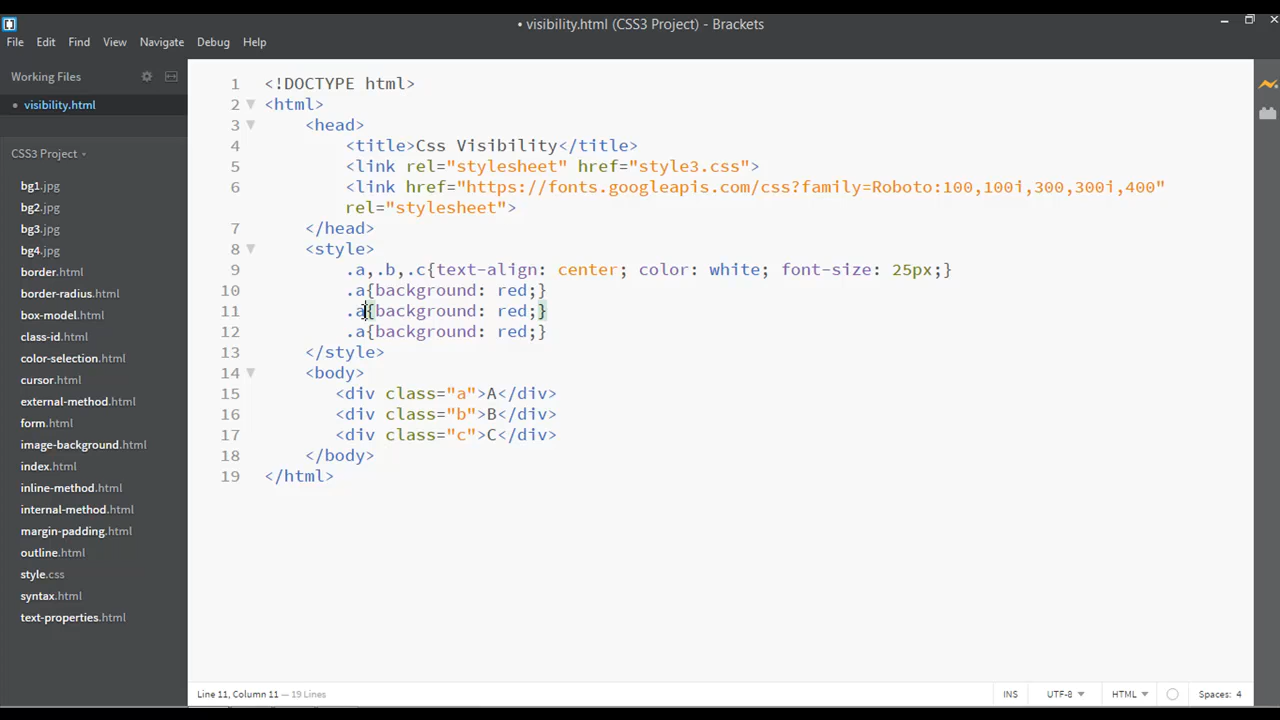 • visibility.html (CSS3 Project) - Brackets
File Edit Find View Navigate Debug Help
Working Files
• visibility.html
CSS3 Project
bg1.jpg
bg2.jpg
bg3.jpg
bg4.jpg
border.html
border-radius.html
box-model.html
class-id.html
color-selection.html
cursor.html
external-method.html
form.html
image-background.html
index.html
inline-method.html
internal-method.html
margin-padding.html
outline.html
style.css
syntax.html
text-properties.html
1 <!DOCTYPE html>
2 <html>
3 <head>
4 <title>Css Visibility</title>
5 <link rel="stylesheet" href="style3.css">
6 <link href="https://fonts.googleapis.com/css?family=Roboto:100,100i,300,300i,400"
rel="stylesheet">
7 </head>
8 <style>
9 .a,.b,.c{text-align: center; color: white; font-size: 25px;}
10 .a{background: red;}
11 .a{background: red;}
12 .a{background: red;}
13 </style>
14 <body>
15 <div class="a">A</div>
16 <div class="b">B</div>
17 <div class="c">C</div>
18 </body>
19 </html>
Line 11, Column 11 — 19 Lines
INS UTF-8 HTML Spaces: 4